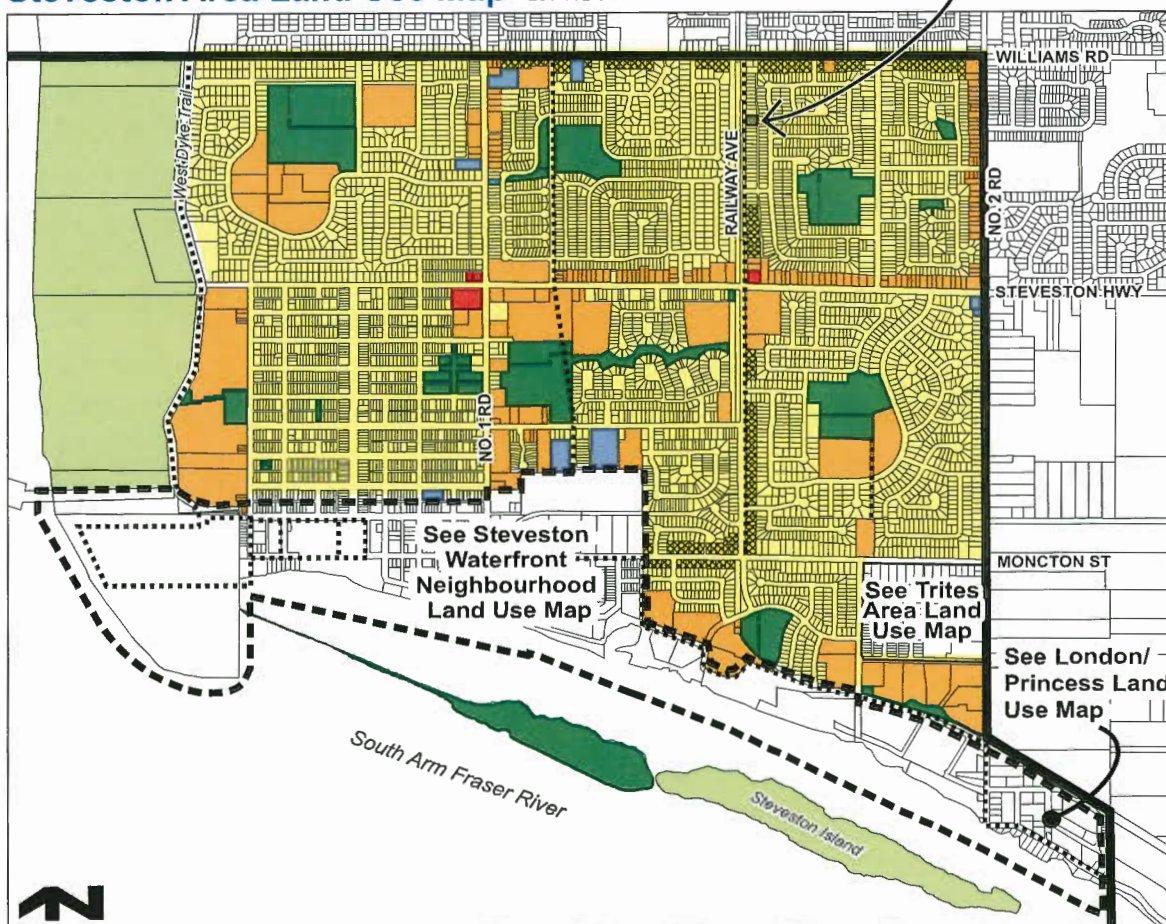 Steveston Area Land Use Map
WILLIAMS RD
West Dyke Trail
RAILWAY AVE
NO. 2 RD
STEVESTON HWY
NO. 1 RD
See Steveston
Waterfront
Neighbourhood
Land Use Map
MONCTON ST
See Trites
Area Land
Use Map
See London/
Princess Land
Use Map
South Arm Fraser River
Steveston Island
N